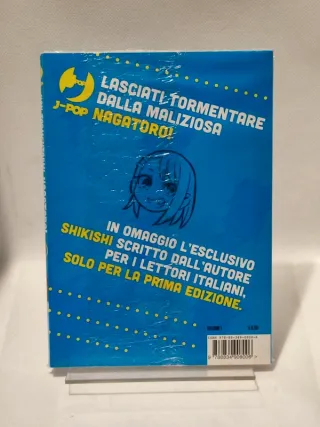 J-POP
LASCIATI TORMENTARE
DALLA MALIZIOSA
NAGATORO!
IN OMAGGIO L'ESCLUSIVO
SHIKISHI SCRITTO DALL'AUTORE
PER I LETTORI ITALIANI,
SOLO PER LA PRIMA EDIZIONE.